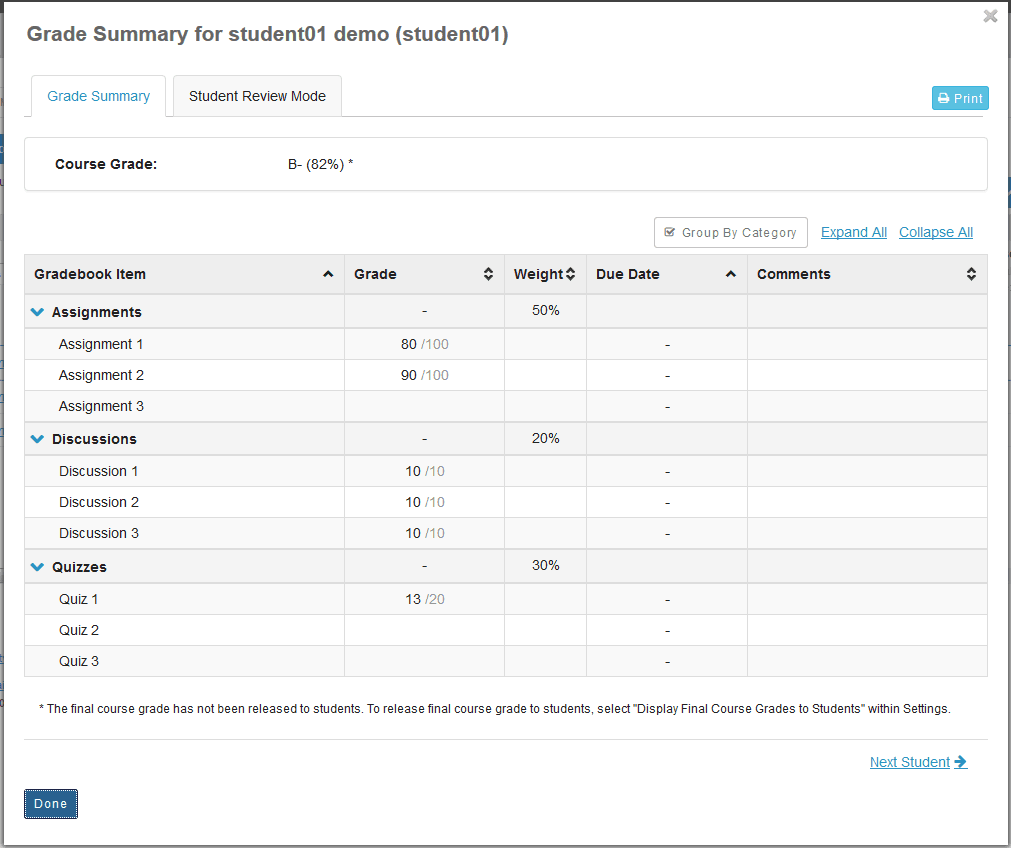 Grade Summary for student01 demo (student01)
Grade Summary
Student Review Mode
Print
Course Grade: B- (82%) *
Group By Category Expand All Collapse All
Gradebook Item Grade Weight Due Date Comments
Assignments - 50%
Assignment 1 80 /100 -
Assignment 2 90 /100 -
Assignment 3 -
Discussions - 20%
Discussion 1 10 /10 -
Discussion 2 10 /10 -
Discussion 3 10 /10 -
Quizzes - 30%
Quiz 1 13 /20 -
Quiz 2 -
Quiz 3 -
* The final course grade has not been released to students. To release final course grade to students, select "Display Final Course Grades to Students" within Settings.
Next Student
Done